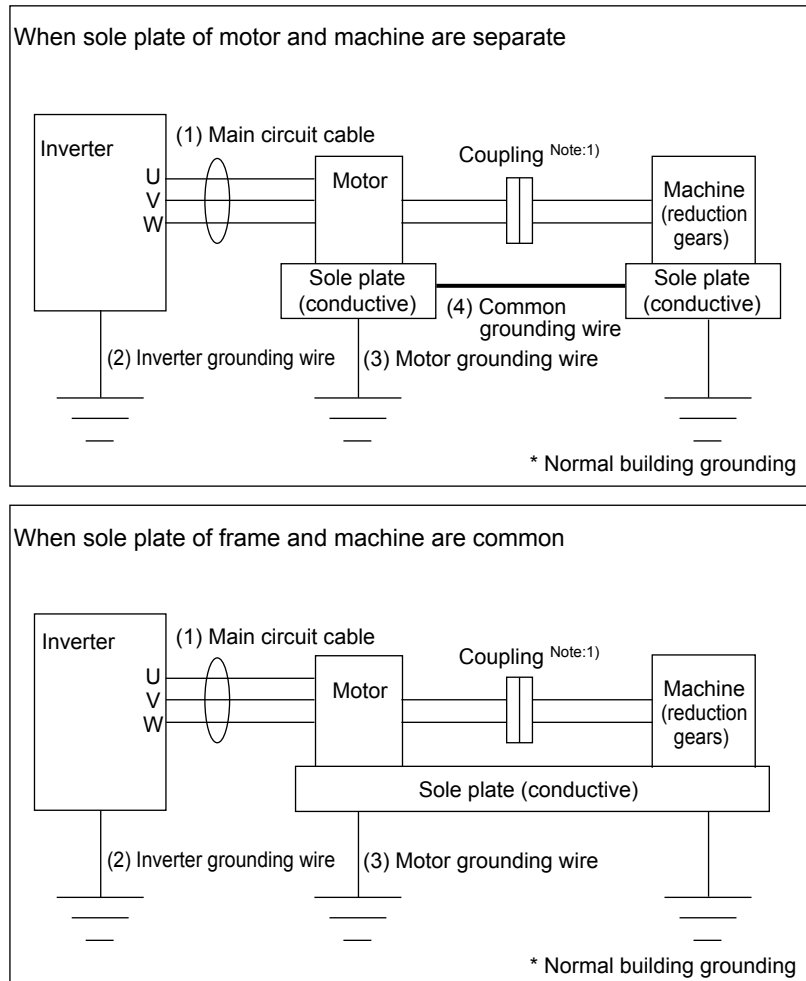 When sole plate of motor and machine are separate
(1) Main circuit cable
Inverter
Coupling Note:1)
U
V
W
Motor
Machine
(reduction
gears)
Sole plate
(conductive)
(4) Common
grounding wire
Sole plate
(conductive)
(2) Inverter grounding wire
(3) Motor grounding wire
* Normal building grounding
When sole plate of frame and machine are common
(1) Main circuit cable
Inverter
Coupling Note:1)
U
V
W
Motor
Machine
(reduction
gears)
Sole plate (conductive)
(2) Inverter grounding wire
(3) Motor grounding wire
* Normal building grounding